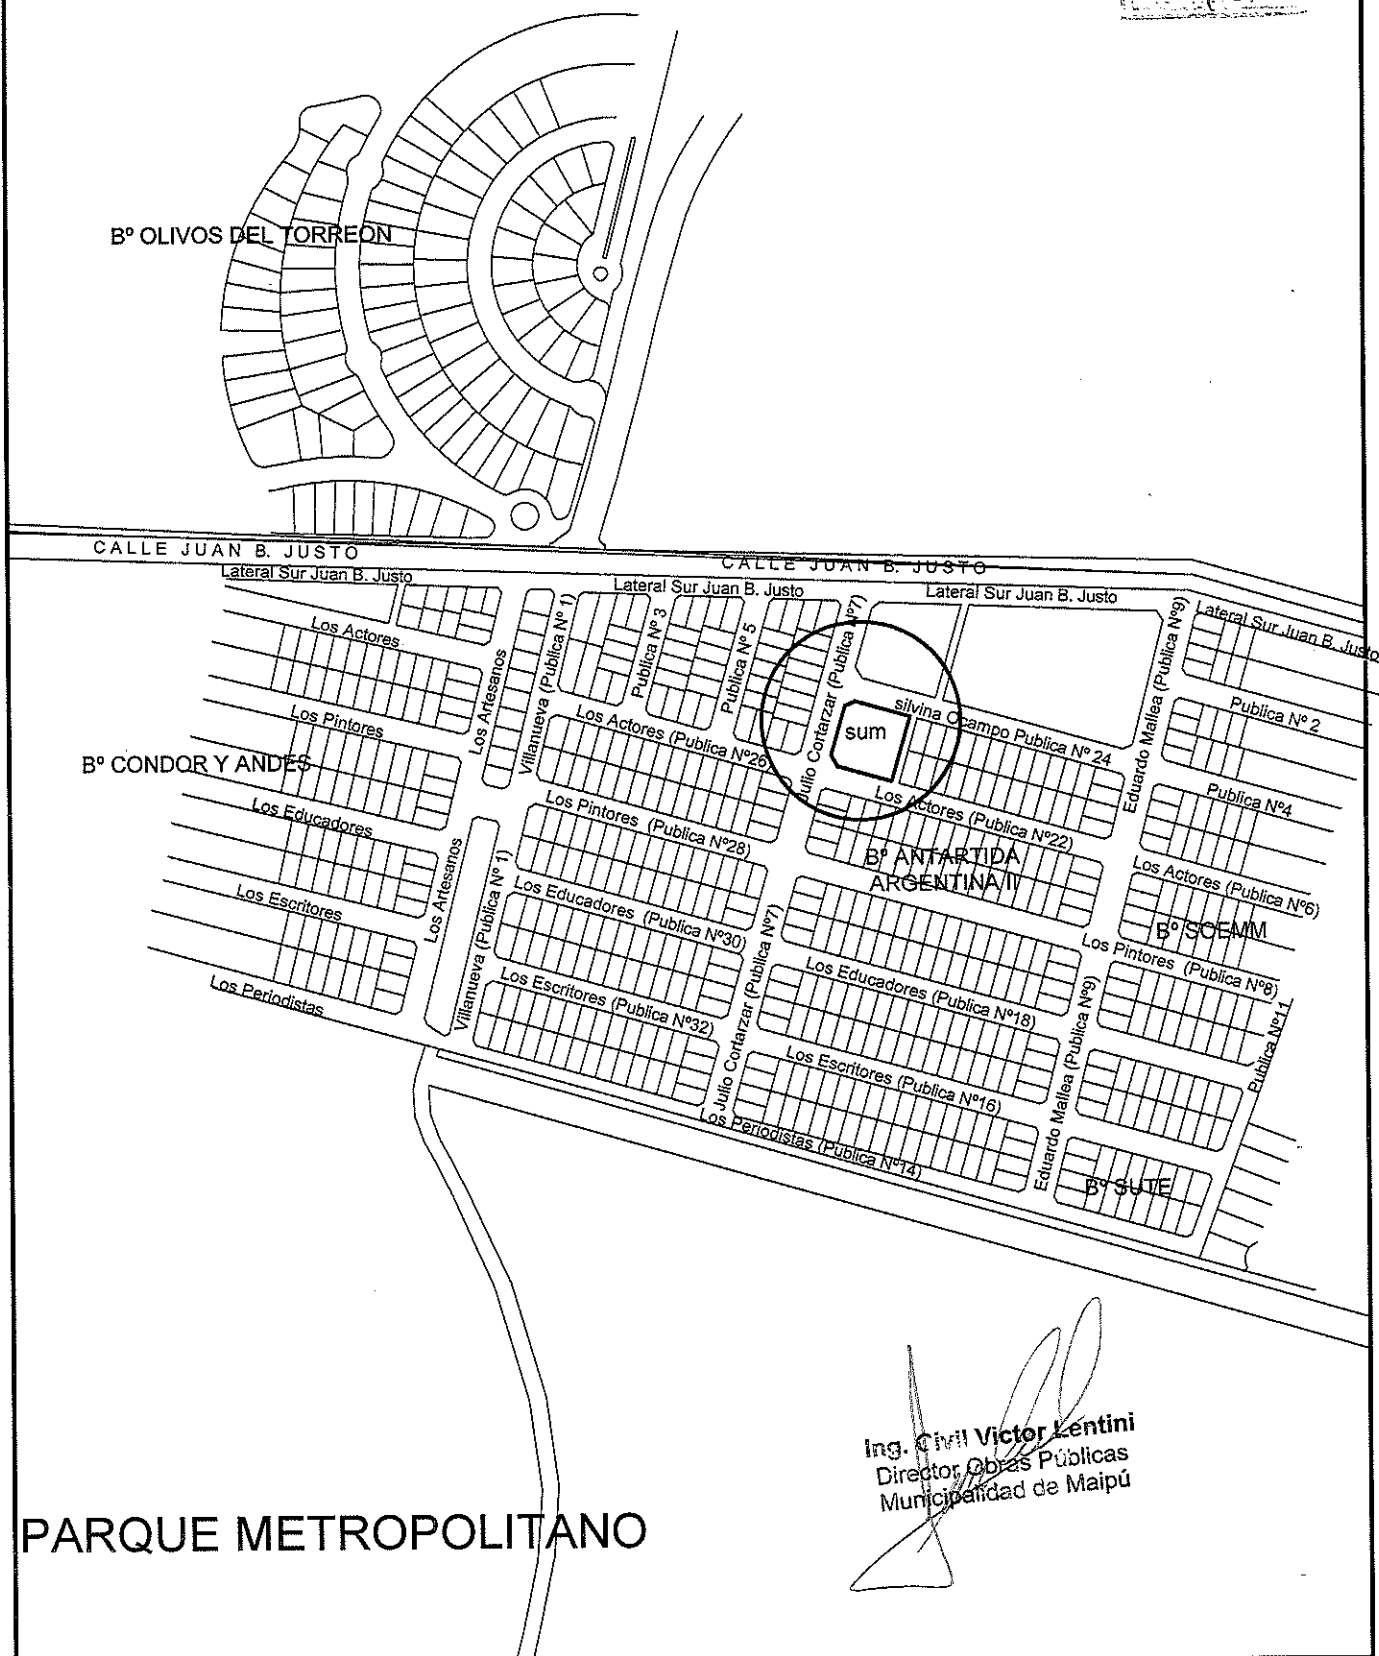 Bº OLIVOS DEL TORREON
CALLE JUAN B. JUSTO
CALLE JUAN B. JUSTO
Lateral Sur Juan B. Justo
Lateral Sur Juan B. Justo
Lateral Sur Juan B. Justo
Lateral Sur Juan B. Justo
Los Actores
Los Artesanos
Villanueva (Publica Nº 1)
Publica Nº 3
Publica Nº 5
Julio Cortarzar (Publica Nº7)
Eduardo Mallea (Publica Nº9)
silvina Ocampo Publica Nº 24
sum
Publica Nº 2
Los Pintores
Los Actores (Publica Nº26)
Bº CONDOR Y ANDES
Publica Nº4
Los Educadores
Los Pintores (Publica Nº28)
Los Actores (Publica Nº22)
Bº ANTARTIDA
ARGENTINA II
Los Actores (Publica Nº6)
Los Artesanos
Villanueva (Publica Nº 1)
Los Escritores
Los Educadores (Publica Nº30)
Julio Cortarzar (Publica Nº7)
Bº SOEMM
Los Pintores (Publica Nº8)
Los Periodistas
Los Escritores (Publica Nº32)
Los Educadores (Publica Nº18)
Eduardo Mallea (Publica Nº9)
Publica Nº11
Los Escritores (Publica Nº16)
Los Periodistas (Publica Nº14)
Bº SUTE
Ing. Civil Victor Lentini
Director Obras Públicas
Municipalidad de Maipú
PARQUE METROPOLITANO